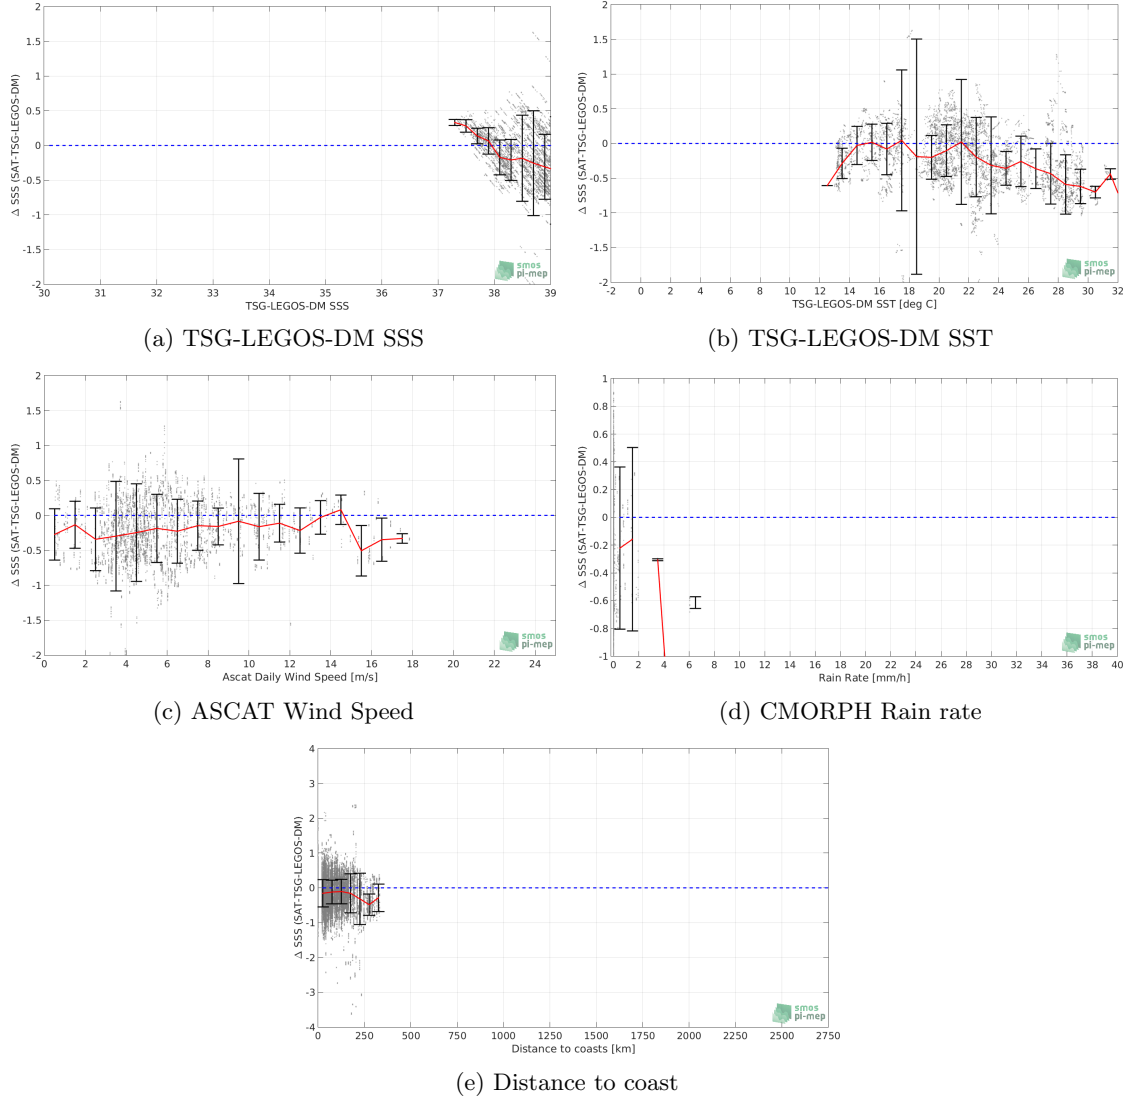 2
1.5
1
0.5
0
-0.5
-1
-1.5
-2
Δ SSS (SAT-TSG-LEGOS-DM)
30 31 32 33 34 35 36 37 38 39
TSG-LEGOS-DM SSS
smos
pi-mep
(a) TSG-LEGOS-DM SSS
2
1.5
1
0.5
0
-0.5
-1
-1.5
-2
Δ SSS (SAT-TSG-LEGOS-DM)
-2 0 2 4 6 8 10 12 14 16 18 20 22 24 26 28 30 32
TSG-LEGOS-DM SST [deg C]
smos
pi-mep
(b) TSG-LEGOS-DM SST
2
1.5
1
0.5
0
-0.5
-1
-1.5
-2
Δ SSS (SAT-TSG-LEGOS-DM)
0 2 4 6 8 10 12 14 16 18 20 22 24
Ascat Daily Wind Speed [m/s]
smos
pi-mep
(c) ASCAT Wind Speed
1
0.8
0.6
0.4
0.2
0
-0.2
-0.4
-0.6
-0.8
-1
Δ SSS (SAT-TSG-LEGOS-DM)
0 2 4 6 8 10 12 14 16 18 20 22 24 26 28 30 32 34 36 38 40
Rain Rate [mm/h]
smos
pi-mep
(d) CMORPH Rain rate
4
3
2
1
0
-1
-2
-3
-4
Δ SSS (SAT-TSG-LEGOS-DM)
0 250 500 750 1000 1250 1500 1750 2000 2250 2500 2750
Distance to coasts [km]
smos
pi-mep
(e) Distance to coast